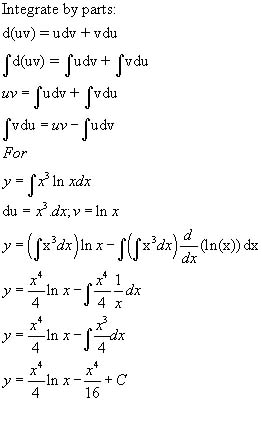 Integrate by parts:
d(uv) = udv + vdu
∫d(uv) = ∫udv + ∫vdu
uv = ∫udv + ∫vdu
∫vdu = uv − ∫udv
For
y = ∫x³ ln xdx
du = x³.dx; v = ln x
y = (∫x³dx) ln x − ∫(∫x³dx) d/dx (ln(x)) dx
y = x⁴/4 ln x − ∫ x⁴/4 1/x dx
y = x⁴/4 ln x − ∫ x³/4 dx
y = x⁴/4 ln x − x⁴/16 + C